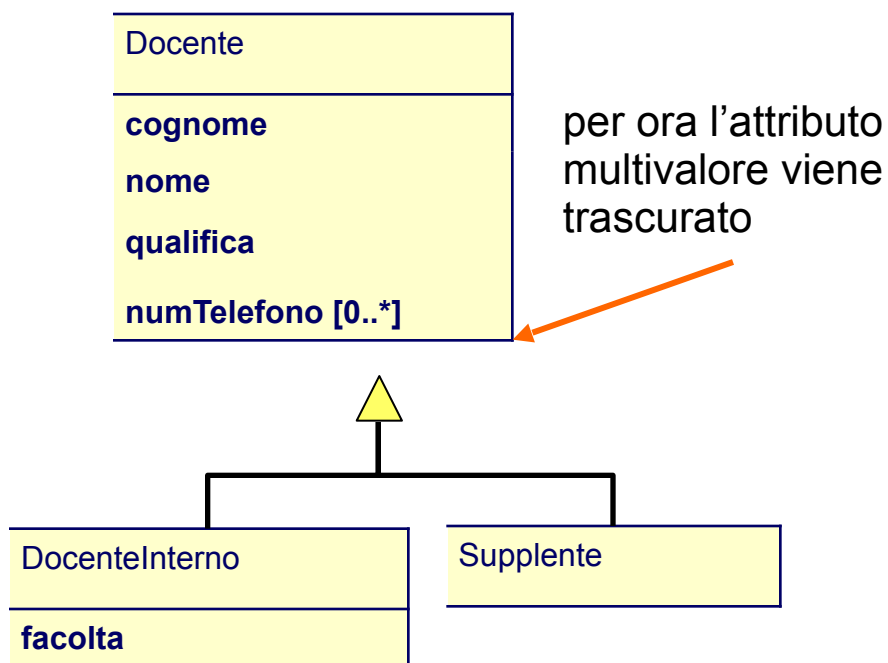 Docente
cognome
nome
qualifica
numTelefono [0..*]
per ora l’attributo
multivalore viene
trascurato
DocenteInterno
facolta
Supplente